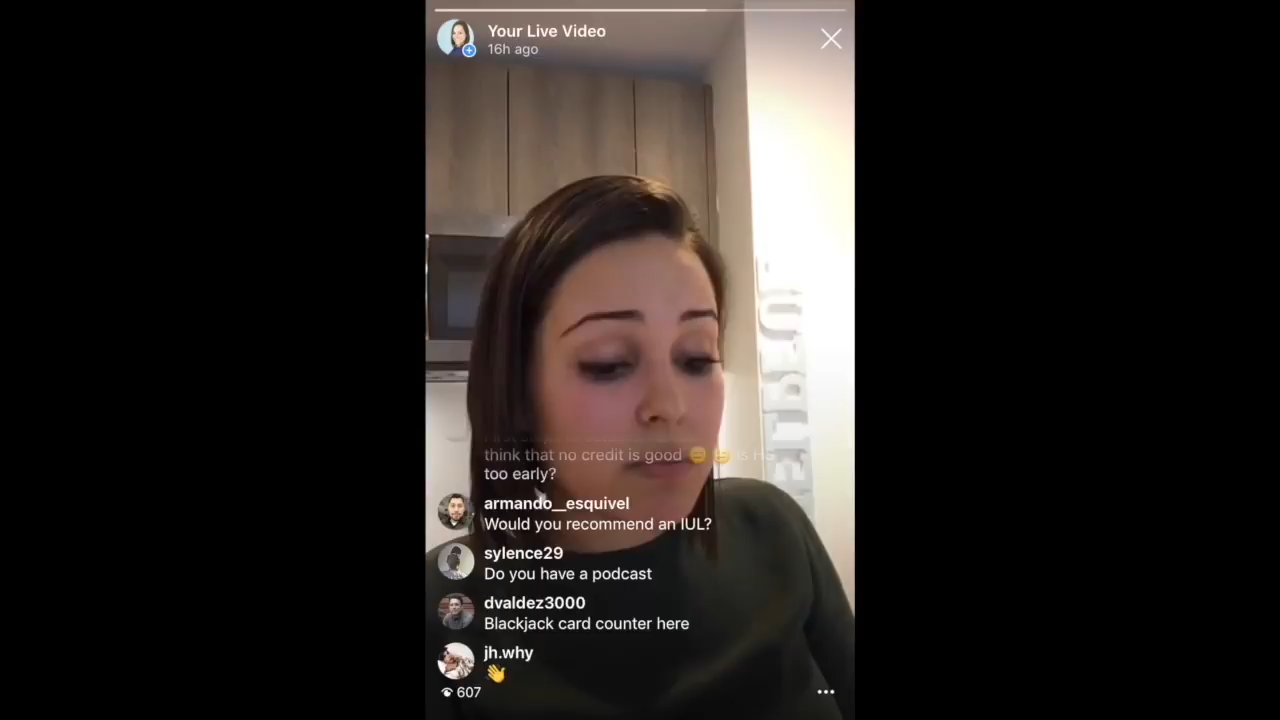 Your Live Video
16h ago
think that no credit is good 😑
too early?
armando__esquivel
Would you recommend an IUL?
sylence29
Do you have a podcast
dvaldez3000
Blackjack card counter here
jh.why
👋
607